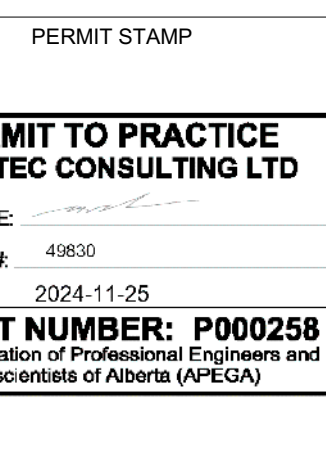 PERMIT STAMP
MIT TO PRACTICE
TEC CONSULTING LTD
E:
#: 49830
2024-11-25
T NUMBER: P000258
ation of Professional Engineers and
scientists of Alberta (APEGA)